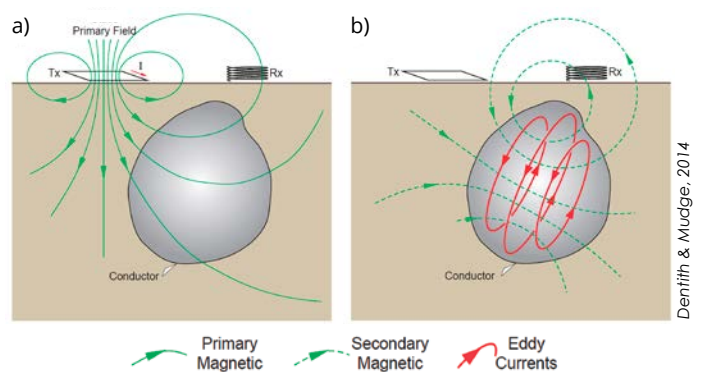 a)
Primary Field
Tx
I
Rx
Conductor
b)
Tx
Rx
Conductor
Dentith & Mudge, 2014
Primary
Magnetic
Secondary
Magnetic
Eddy
Currents